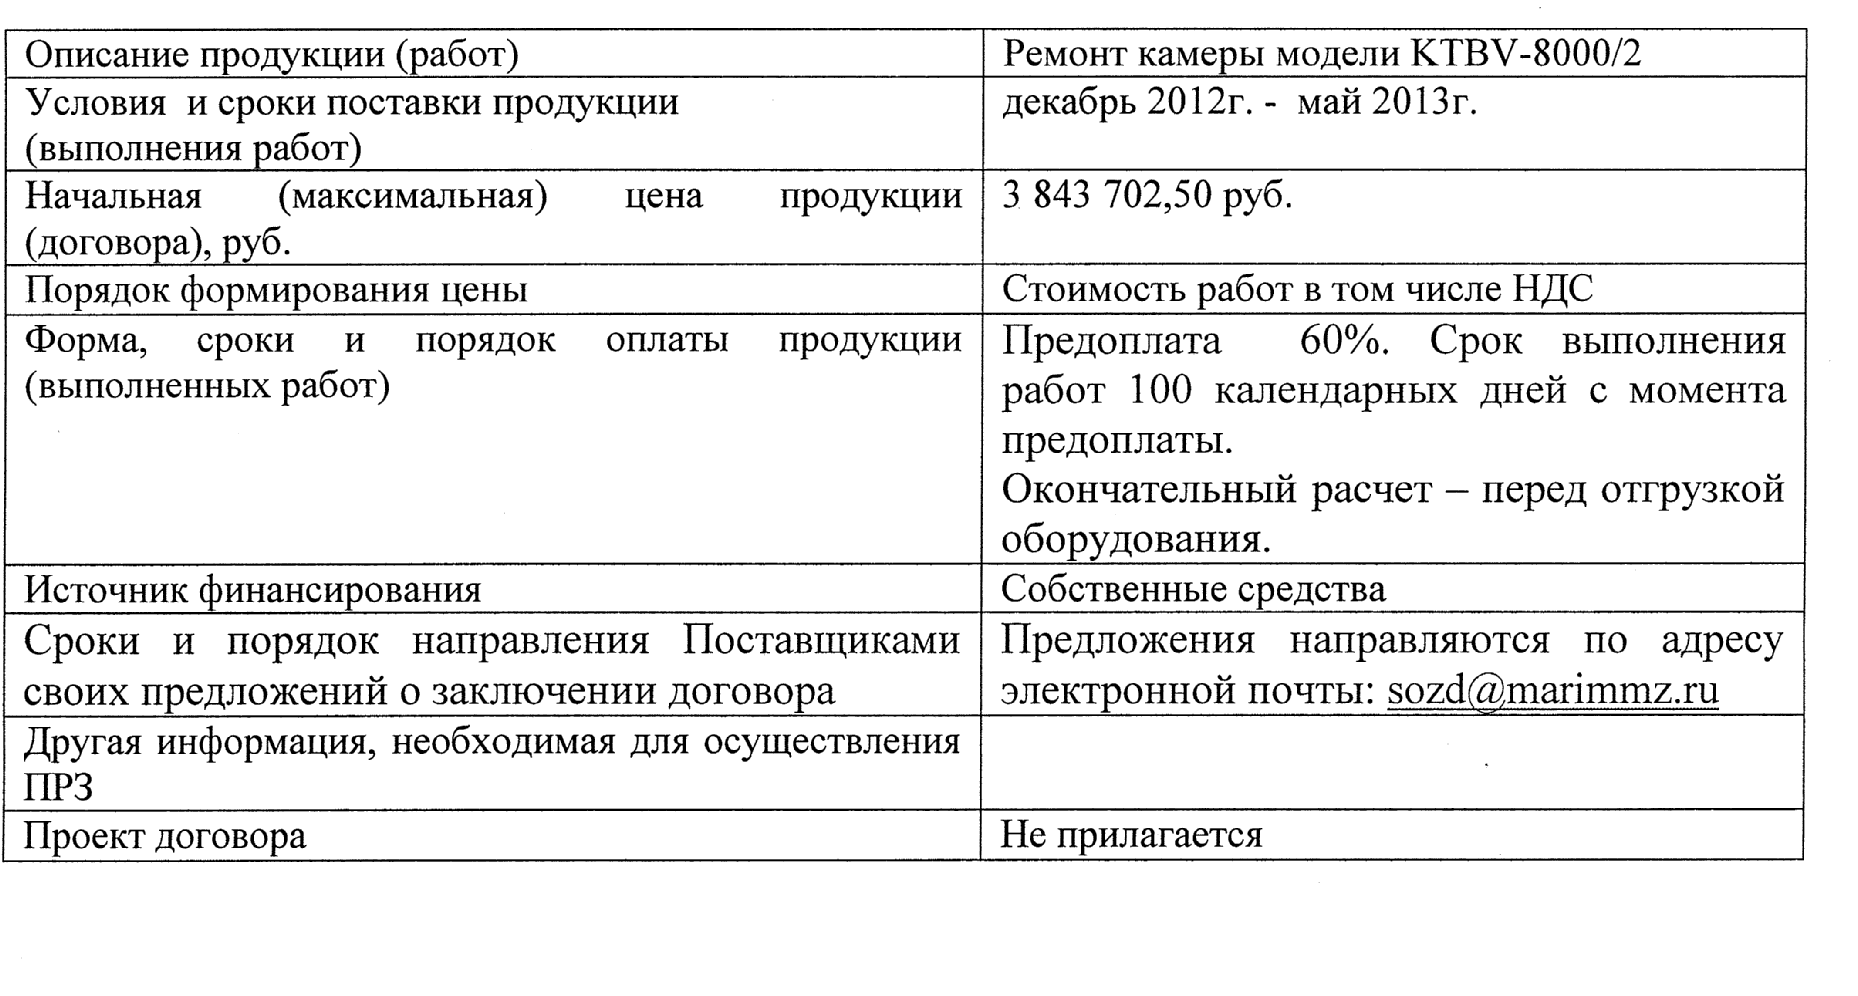 Описание продукции (работ)
Ремонт камеры модели KTBV-8000/2
Условия и сроки поставки продукции
(выполнения работ)
декабрь 2012г. - май 2013г.
Начальная (максимальная) цена продукции
(договора), руб.
3 843 702,50 руб.
Порядок формирования цены
Стоимость работ в том числе НДС
Форма, сроки и порядок оплаты продукции
(выполненных работ)
Предоплата 60%. Срок выполнения
работ 100 календарных дней с момента
предоплаты.
Окончательный расчет – перед отгрузкой
оборудования.
Источник финансирования
Собственные средства
Сроки и порядок направления Поставщиками
своих предложений о заключении договора
Предложения направляются по адресу
электронной почты: sozd@marimmz.ru
Другая информация, необходимая для осуществления
ПРЗ
Проект договора
Не прилагается